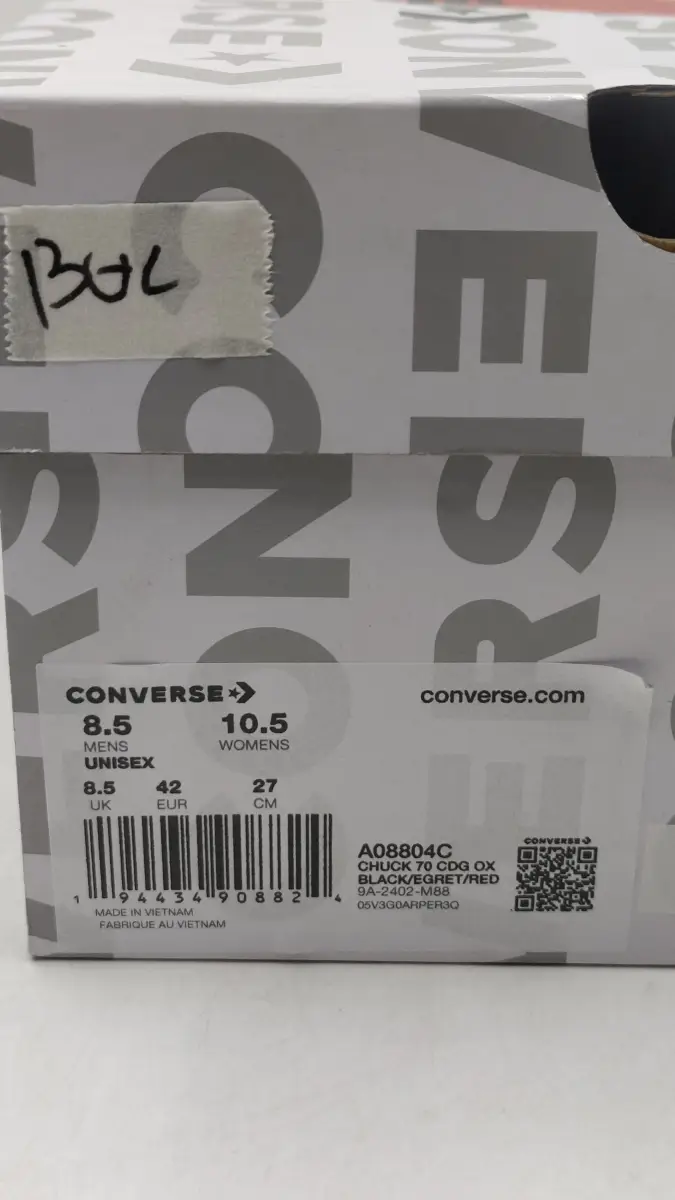 CONVERSE
CONVERSE
converse.com
8.5 10.5
MENS WOMENS
UNISEX
8.5 42 27
UK EUR CM
1 94434 90882 4
MADE IN VIETNAM
FABRIQUE AU VIETNAM
A08804C
CHUCK 70 CDG OX
BLACK/EGRET/RED
9A-2402-M88
05V3G0ARPER3Q
CONVERSE